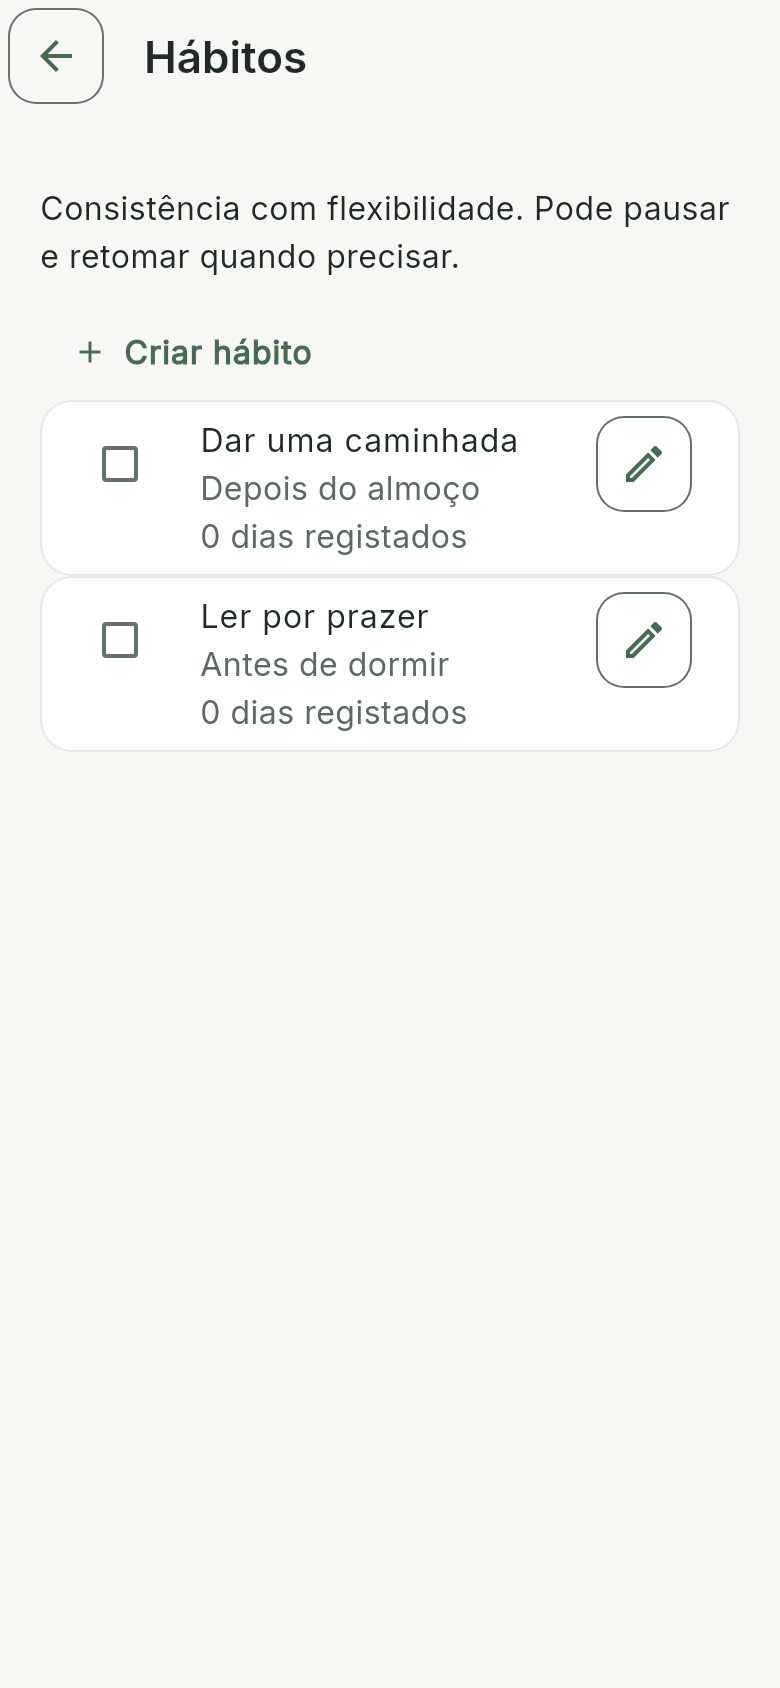 Hábitos
Consistência com flexibilidade. Pode pausar
e retomar quando precisar.
Criar hábito
Dar uma caminhada
Depois do almoço
0 dias registados
Ler por prazer
Antes de dormir
0 dias registados